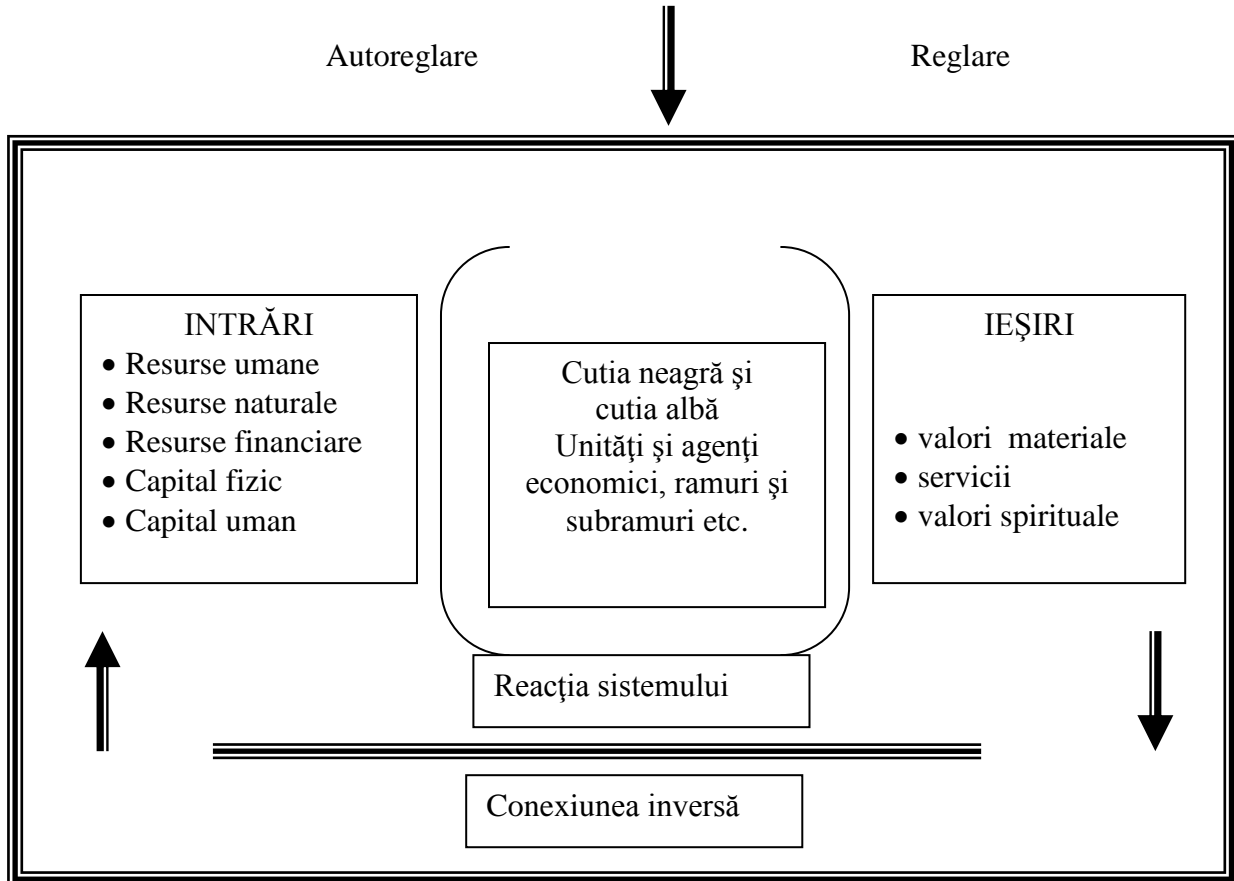 Autoreglare
Reglare
INTRĂRI
• Resurse umane
• Resurse naturale
• Resurse financiare
• Capital fizic
• Capital uman
Cutia neagră şi
cutia albă
Unităţi şi agenţi
economici, ramuri şi
subramuri etc.
IEŞIRI
• valori materiale
• servicii
• valori spirituale
Reacţia sistemului
Conexiunea inversă